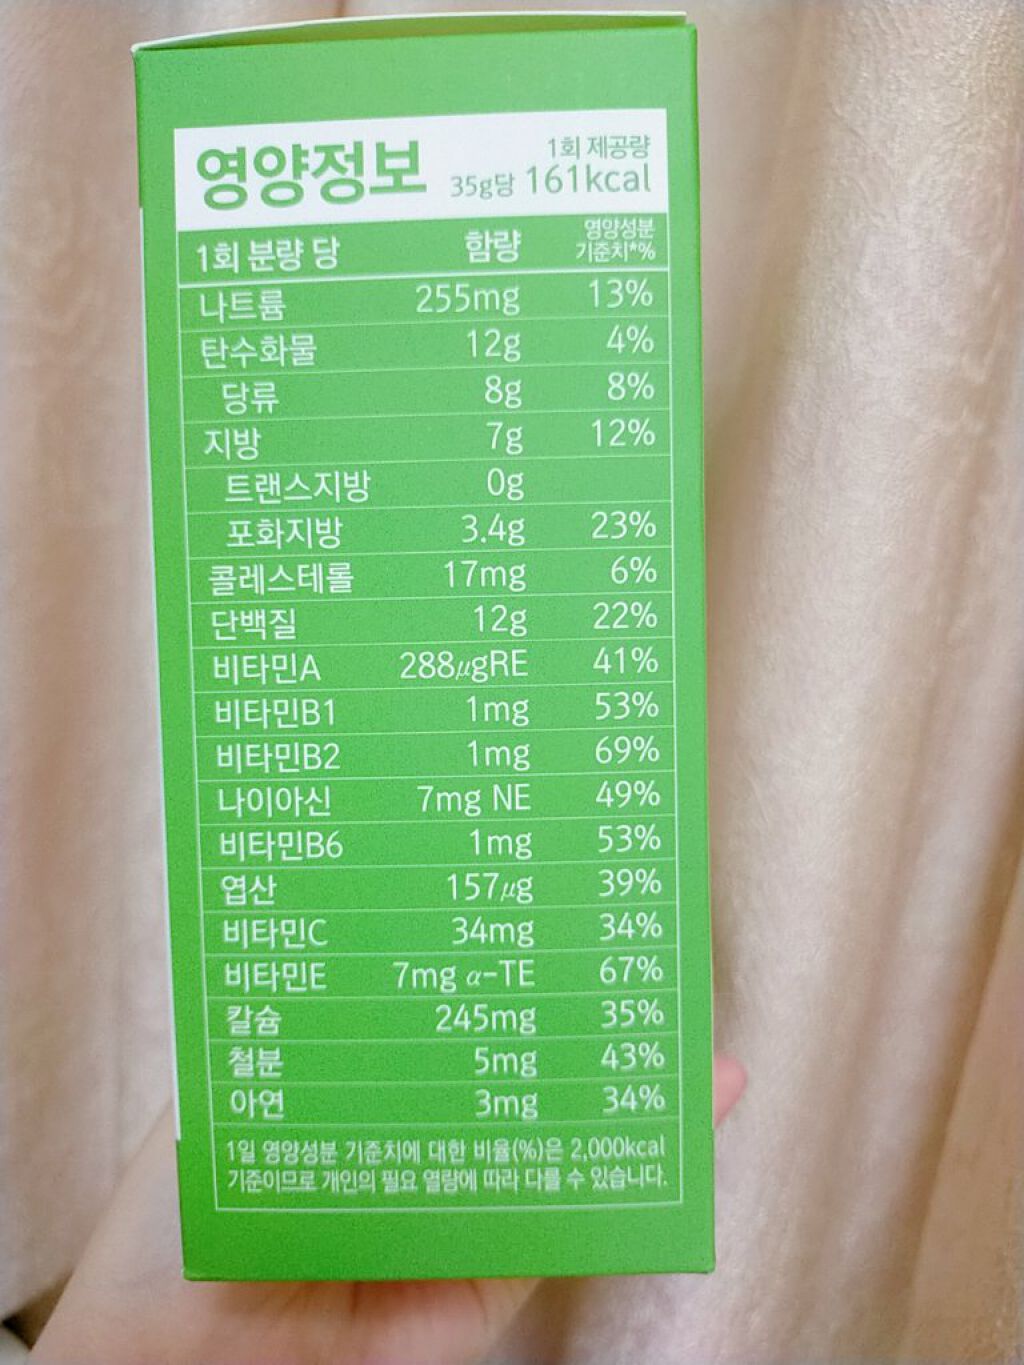 영양정보
1회 제공량
35g당 161kcal
1회 분량 당 함량 영양성분 기준치*%
나트륨 255mg 13%
탄수화물 12g 4%
당류 8g 8%
지방 7g 12%
트랜스지방 0g
포화지방 3.4g 23%
콜레스테롤 17mg 6%
단백질 12g 22%
비타민A 288µgRE 41%
비타민B1 1mg 53%
비타민B2 1mg 69%
나이아신 7mg NE 49%
비타민B6 1mg 53%
엽산 157µg 39%
비타민C 34mg 34%
비타민E 7mg α-TE 67%
칼슘 245mg 35%
철분 5mg 43%
아연 3mg 34%
1일 영양성분 기준치에 대한 비율(%)은 2,000kcal
기준이므로 개인의 필요 열량에 따라 다를 수 있습니다.